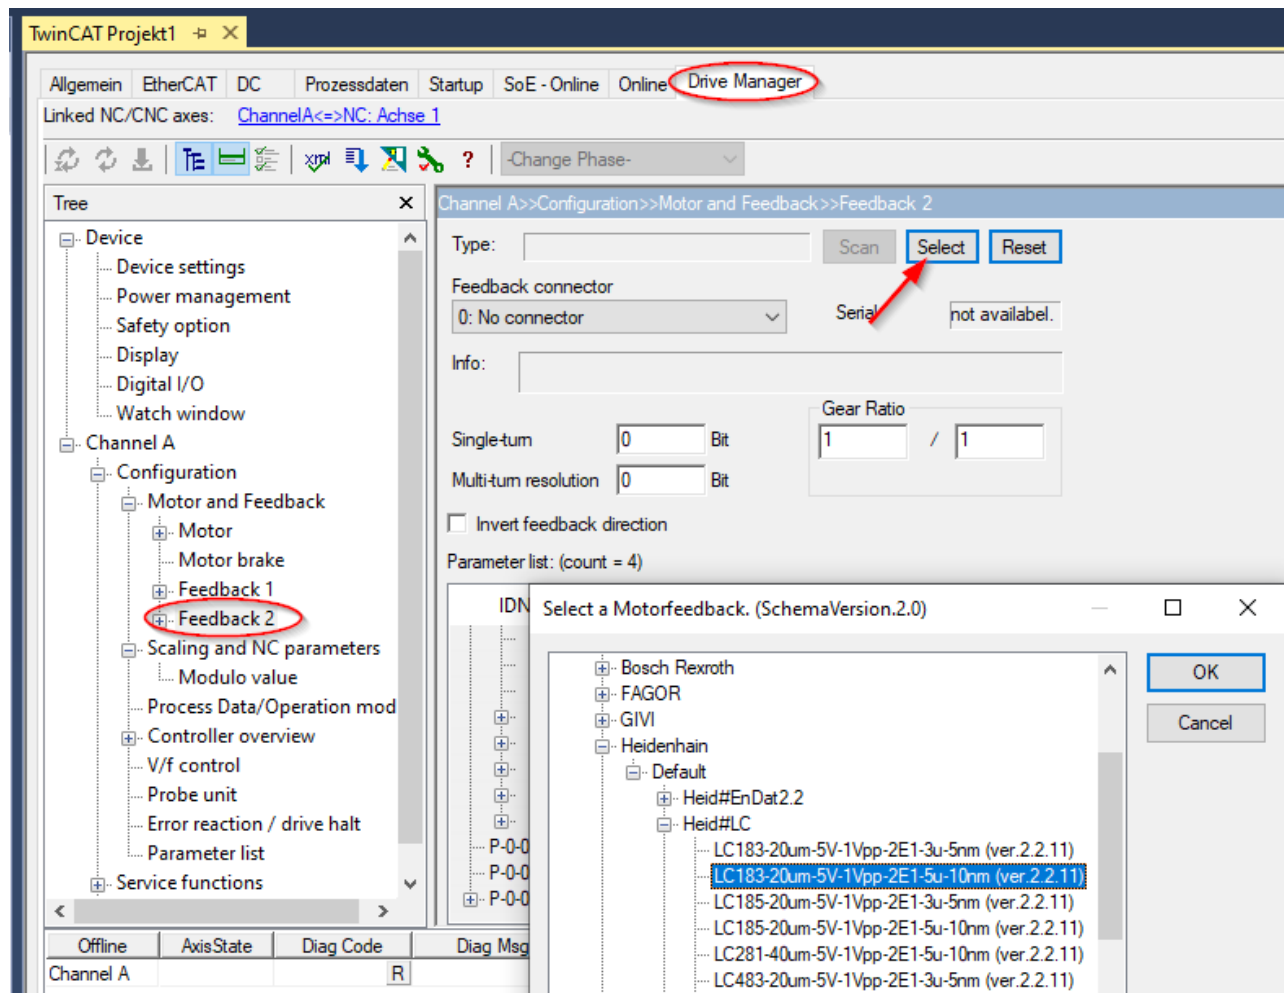 TwinCAT Projekt1
Allgemein EtherCAT DC Prozessdaten Startup SoE - Online Online Drive Manager
Linked NC/CNC axes: ChannelA<=>NC: Achse 1
xml ? -Change Phase-
Tree
Channel A>>Configuration>>Motor and Feedback>>Feedback 2
Device
Device settings
Power management
Safety option
Display
Digital I/O
Watch window
Channel A
Configuration
Motor and Feedback
Motor
Motor brake
Feedback 1
Feedback 2
Scaling and NC parameters
Modulo value
Process Data/Operation mod
Controller overview
V/f control
Probe unit
Error reaction / drive halt
Parameter list
Service functions
Type: Scan Select Reset
Feedback connector
0: No connector
Serial not availabel.
Info:
Gear Ratio
Single-turn 0 Bit 1 / 1
Multi-turn resolution 0 Bit
Invert feedback direction
Parameter list: (count = 4)
IDN
P-0-0
P-0-0
P-0-0
Select a Motorfeedback. (SchemaVersion.2.0)
Bosch Rexroth
FAGOR
GIVI
Heidenhain
Default
Heid#EnDat2.2
Heid#LC
LC183-20um-5V-1Vpp-2E1-3u-5nm (ver.2.2.11)
LC183-20um-5V-1Vpp-2E1-5u-10nm (ver.2.2.11)
LC185-20um-5V-1Vpp-2E1-3u-5nm (ver.2.2.11)
LC185-20um-5V-1Vpp-2E1-5u-10nm (ver.2.2.11)
LC281-40um-5V-1Vpp-2E1-5u-10nm (ver.2.2.11)
LC483-20um-5V-1Vpp-2E1-3u-5nm (ver.2.2.11)
OK
Cancel
Offline AxisState Diag Code Diag Msg
Channel A R